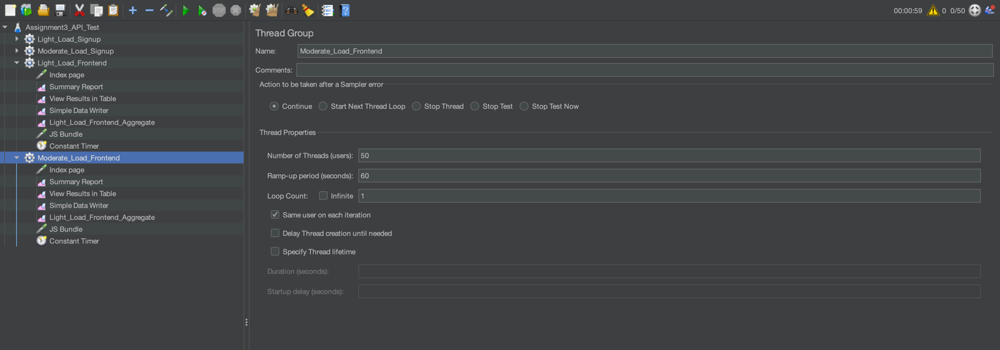 00:00:59 0 0/50
Assignment3_API_Test
Light_Load_Signup
Moderate_Load_Signup
Light_Load_Frontend
Index page
Summary Report
View Results in Table
Simple Data Writer
Light_Load_Frontend_Aggregate
JS Bundle
Constant Timer
Moderate_Load_Frontend
Index page
Summary Report
View Results in Table
Simple Data Writer
Light_Load_Frontend_Aggregate
JS Bundle
Constant Timer
Thread Group
Name: Moderate_Load_Frontend
Comments:
Action to be taken after a Sampler error
Continue Start Next Thread Loop Stop Thread Stop Test Stop Test Now
Thread Properties
Number of Threads (users): 50
Ramp-up period (seconds): 60
Loop Count: Infinite 1
Same user on each iteration
Delay Thread creation until needed
Specify Thread lifetime
Duration (seconds):
Startup delay (seconds):